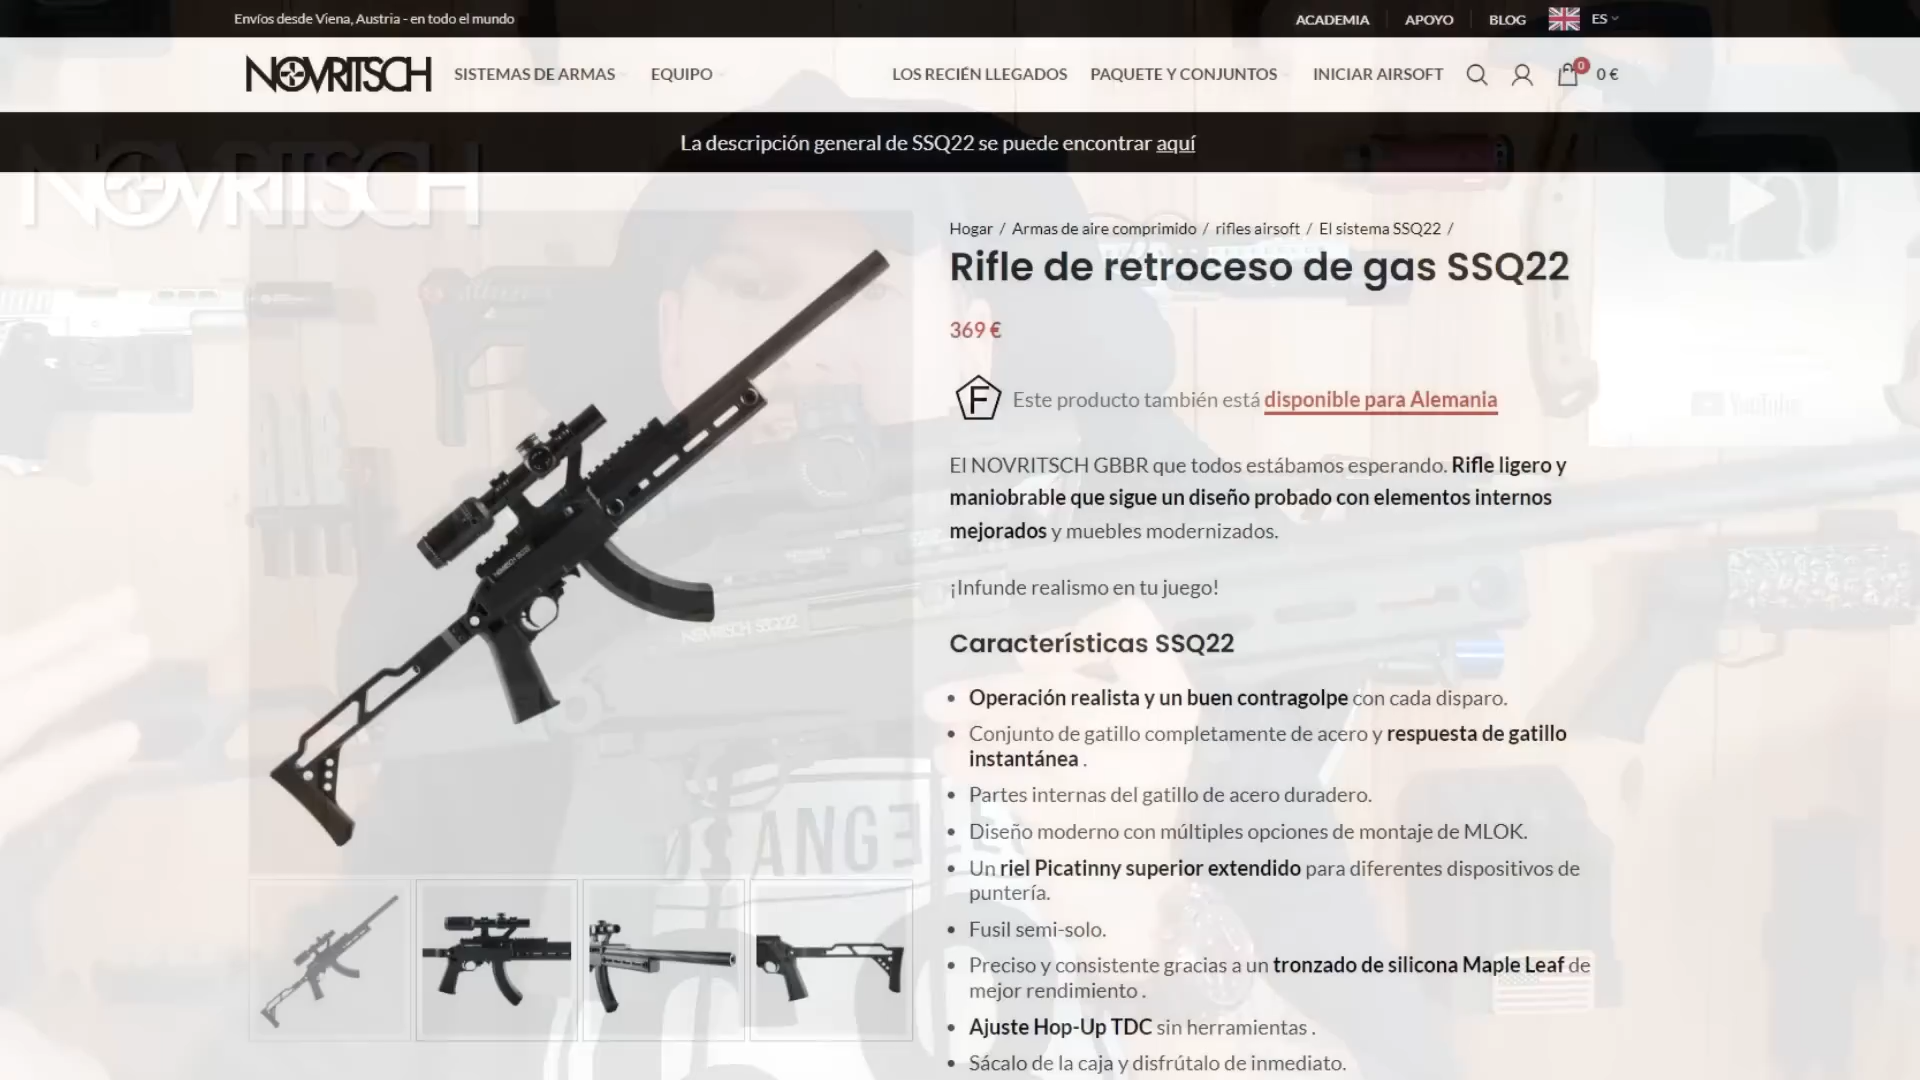 Envíos desde Viena, Austria - en todo el mundo
ACADEMIA APOYO BLOG ES
NOVRITSCH SISTEMAS DE ARMAS EQUIPO LOS RECIÉN LLEGADOS PAQUETE Y CONJUNTOS INICIAR AIRSOFT 0 0 €
La descripción general de SSQ22 se puede encontrar aquí
NOVRITSCH
Hogar / Armas de aire comprimido / rifles airsoft / El sistema SSQ22 /
Rifle de retroceso de gas SSQ22
369 €
F Este producto también está disponible para Alemania
YouTube
El NOVRITSCH GBBR que todos estábamos esperando. Rifle ligero y
maniobrable que sigue un diseño probado con elementos internos
mejorados y muebles modernizados.
¡Infunde realismo en tu juego!
NOVRITSCH SSQ22
Características SSQ22
• Operación realista y un buen contragolpe con cada disparo.
• Conjunto de gatillo completamente de acero y respuesta de gatillo
instantánea .
• Partes internas del gatillo de acero duradero.
• Diseño moderno con múltiples opciones de montaje de MLOK.
• Un riel Picatinny superior extendido para diferentes dispositivos de
puntería.
• Fusil semi-solo.
• Preciso y consistente gracias a un tronzado de silicona Maple Leaf de
mejor rendimiento .
• Ajuste Hop-Up TDC sin herramientas .
• Sácalo de la caja y disfrútalo de inmediato.